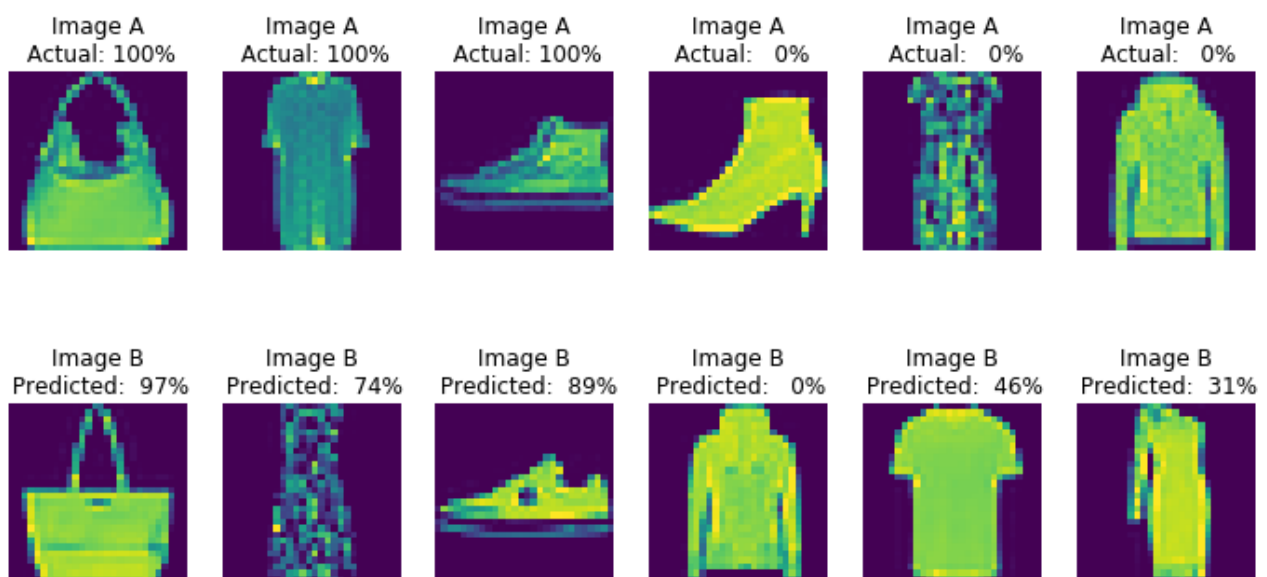 Image A
Actual: 100%
Image A
Actual: 100%
Image A
Actual: 100%
Image A
Actual: 0%
Image A
Actual: 0%
Image A
Actual: 0%
Image B
Predicted: 97%
Image B
Predicted: 74%
Image B
Predicted: 89%
Image B
Predicted: 0%
Image B
Predicted: 46%
Image B
Predicted: 31%